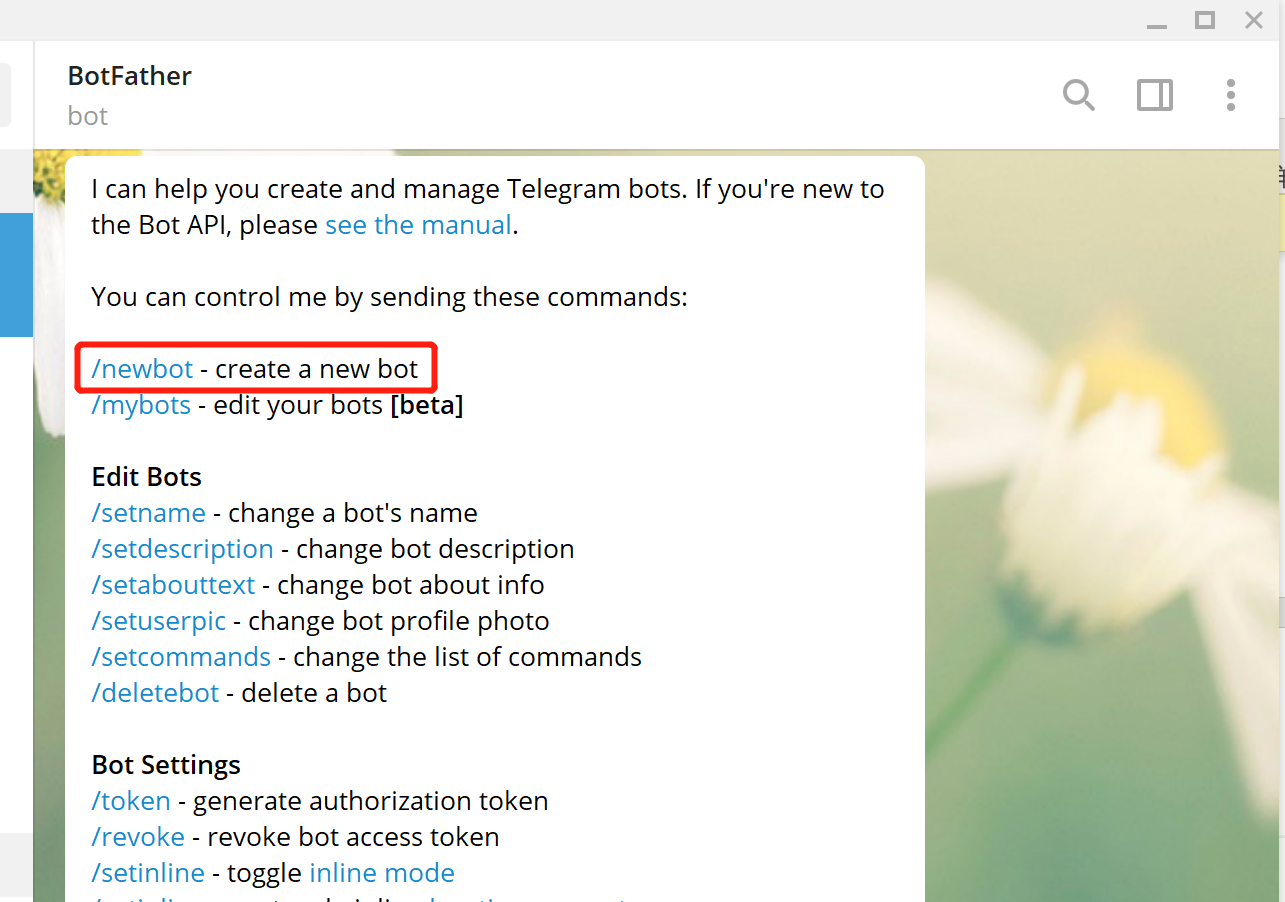 BotFather
bot
I can help you create and manage Telegram bots. If you're new to
the Bot API, please see the manual.
You can control me by sending these commands:
/newbot - create a new bot
/mybots - edit your bots [beta]
Edit Bots
/setname - change a bot's name
/setdescription - change bot description
/setabouttext - change bot about info
/setuserpic - change bot profile photo
/setcommands - change the list of commands
/deletebot - delete a bot
Bot Settings
/token - generate authorization token
/revoke - revoke bot access token
/setinline - toggle inline mode